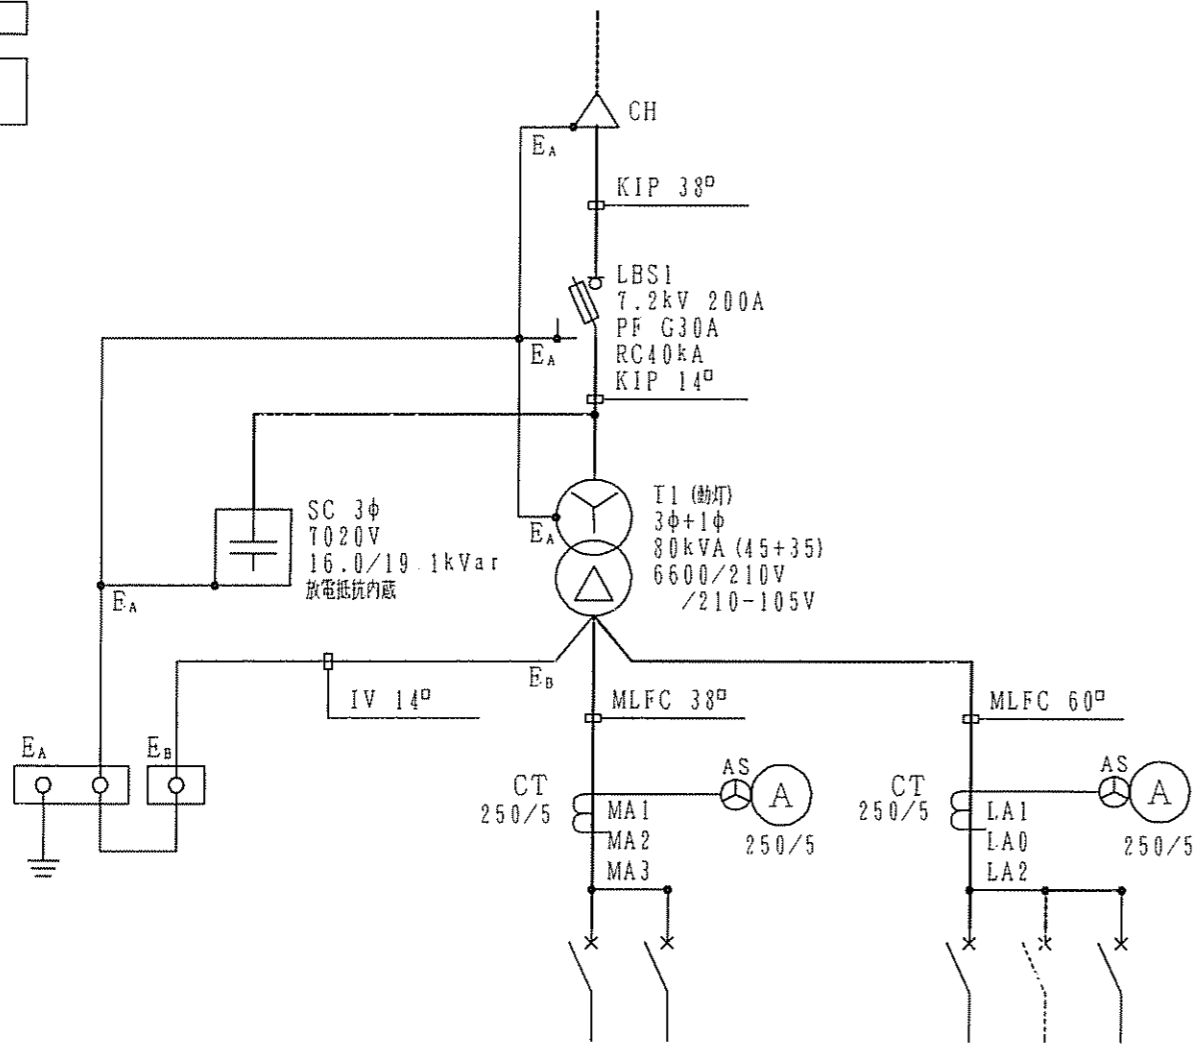 CH
EA
KIP 38□
LBS1
7.2kV 200A
PF G30A
RC40kA
EA
KIP 14□
SC 3φ
7020V
16.0/19.1kVar
放電抵抗内蔵
EA
T1 (動灯)
3φ+1φ
80kVA (45+35)
6600/210V
/210-105V
EA
EB
IV 14□
MLFC 38□
MLFC 60□
EA
EB
CT
250/5
MA1
MA2
MA3
AS
A
250/5
CT
250/5
LA1
LA0
LA2
AS
A
250/5